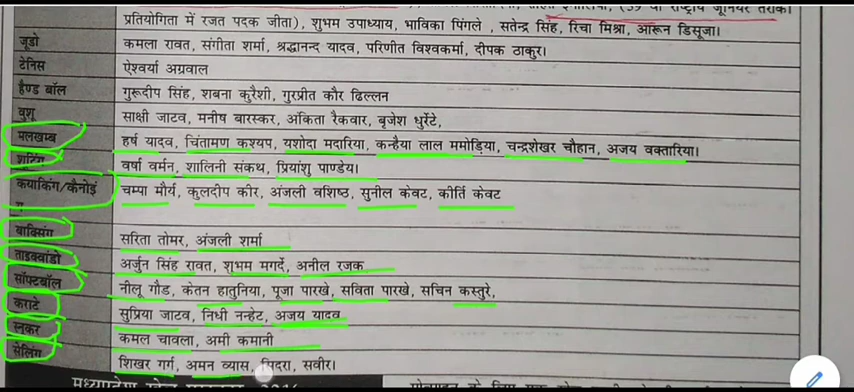 प्रतियोगिता में रजत पदक जीता), शुभम उपाध्याय, भाविका पिंगले , सतेन्द्र सिंह, रिचा मिश्रा, आरून डिसूजा।
जूडो कमला रावत, संगीता शर्मा, श्रद्धानन्द यादव, परिणीत विश्वकर्मा, दीपक ठाकुर।
टेनिस ऐश्वर्या अग्रवाल
हैण्ड बॉल गुरूदीप सिंह, शबना कुरैशी, गुरप्रीत कौर ढिल्लन
वुशू साक्षी जाटव, मनीष बारस्कर, अंकिता रैकवार, बृजेश धुरेंटे,
मलखम्ब हर्ष यादव, चिंतामण कश्यप, यशोदा मदारिया, कन्हैया लाल ममोड़िया, चन्द्रशेखर चौहान, अजय वक्तारिया।
शूटिंग वर्षा वर्मन, शालिनी संकथ, प्रियांशु पाण्डेय।
कयाकिंग/कैनोइं चम्पा मौर्य, कुलदीप कीर, अंजली वशिष्ठ, सुनील केवट, कीर्ति केवट
ग
बाक्सिंग सरिता तोमर, अंजली शर्मा
ताइक्वांडो अर्जुन सिंह रावत, शुभम मगर्दे, अनील रजक
सॉफ्टबॉल नीलू गौड, केतन हातुनिया, पूजा पारखे, सविता पारखे, सचिन कस्तुरे,
कराटे सुप्रिया जाटव, निधी नन्हेट, अजय यादव
स्नूकर कमल चावला, अमी कमानी
सेलिंग शिखर गर्ग, अमन व्यास, सवीर।